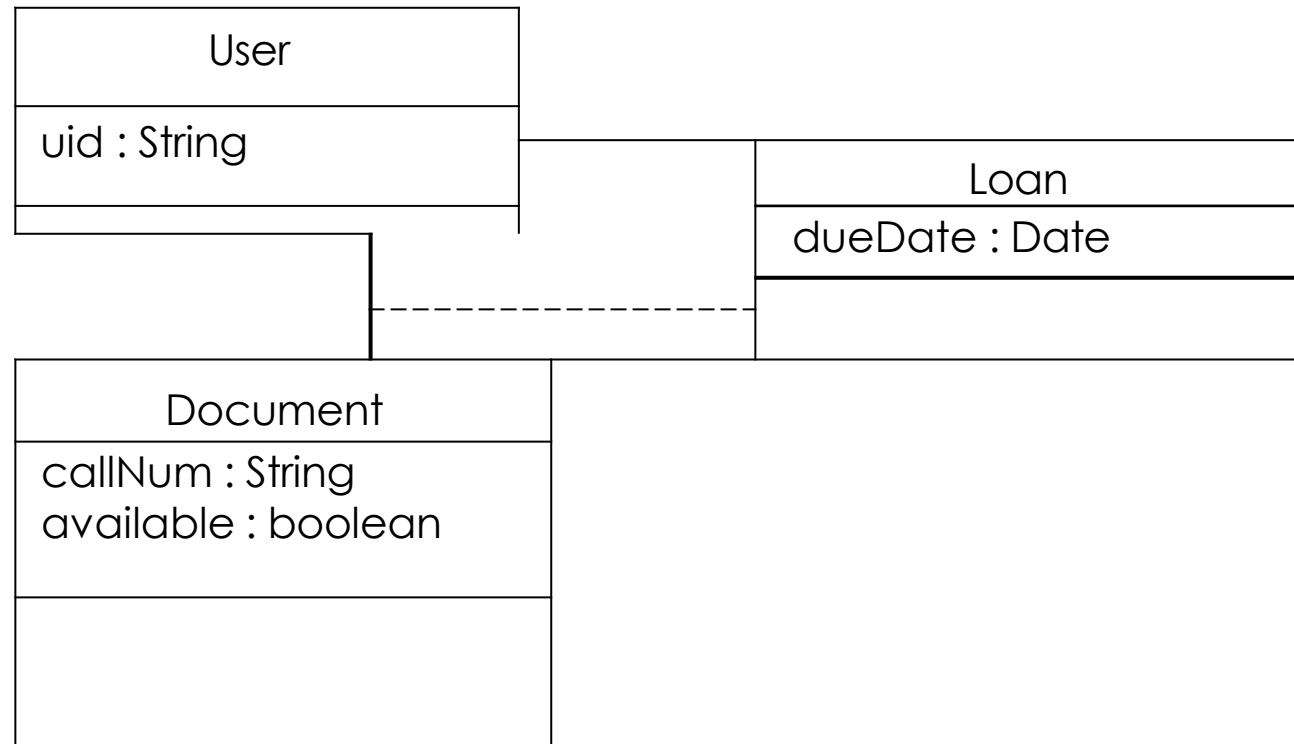 User
uid : String
Loan
dueDate : Date
Document
callNum : String
available : boolean